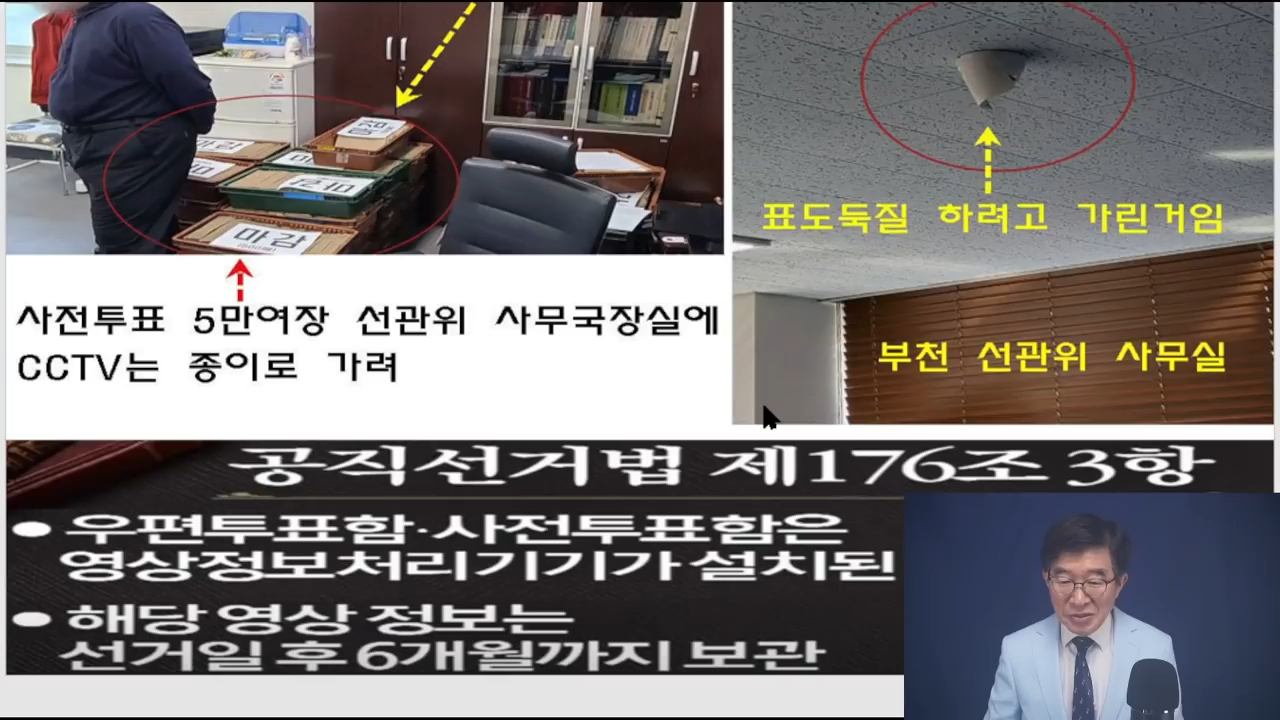 마감
표도둑질 하려고 가린거임
사전투표 5만여장 선관위 사무국장실에
CCTV는 종이로 가려
부천 선관위 사무실
공직선거법 제176조 3항
● 우편투표함·사전투표함은
영상정보처리기기가 설치된
● 해당 영상 정보는
선거일 후 6개월까지 보관